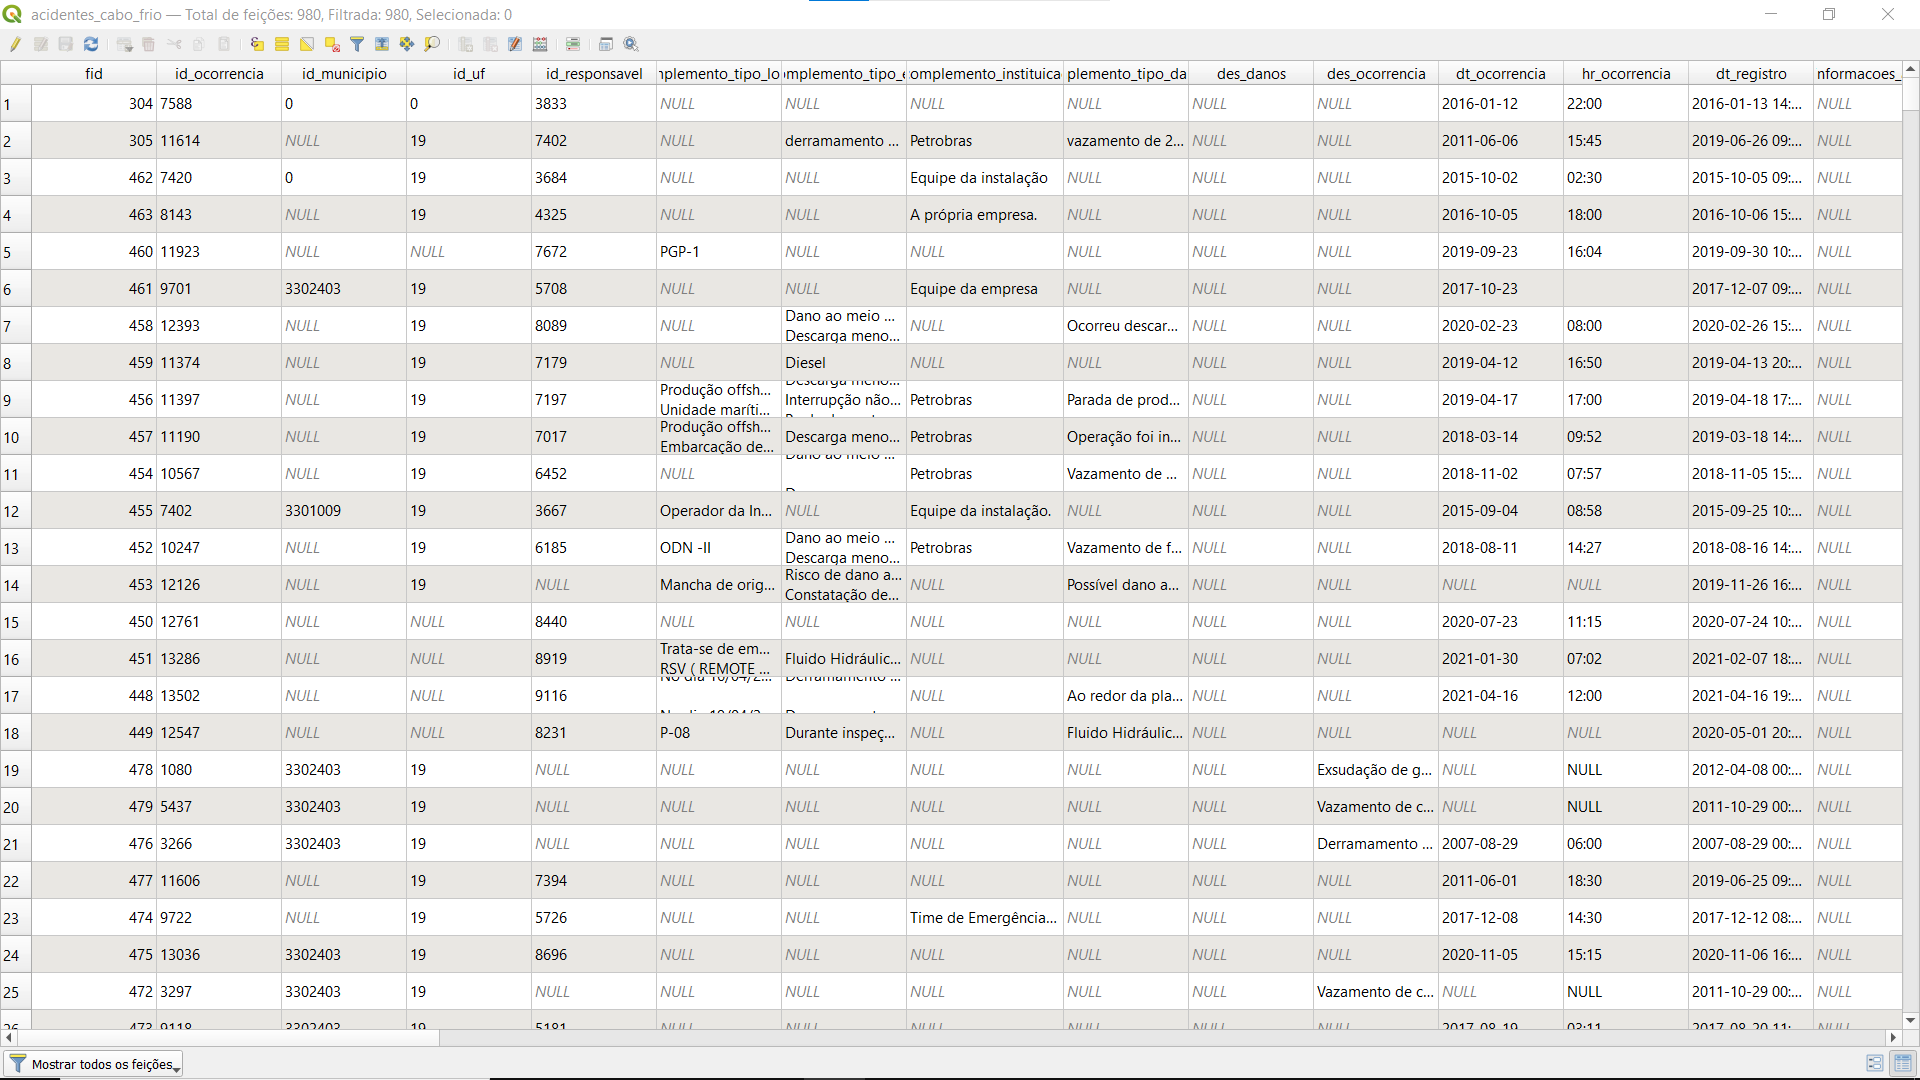 acidentes_cabo_frio — Total de feições: 980, Filtrada: 980, Selecionada: 0
fid id_ocorrencia id_municipio id_uf id_responsavel nplemento_tipo_lo omplemento_tipo_e omplemento_instituica plemento_tipo_da des_danos des_ocorrencia dt_ocorrencia hr_ocorrencia dt_registro nformacoes_
1 304 7588 0 0 3833 NULL NULL NULL NULL NULL NULL 2016-01-12 22:00 2016-01-13 14:... NULL
2 305 11614 NULL 19 7402 NULL derramamento ... Petrobras vazamento de 2... NULL NULL 2011-06-06 15:45 2019-06-26 09:... NULL
3 462 7420 0 19 3684 NULL NULL Equipe da instalação NULL NULL NULL 2015-10-02 02:30 2015-10-05 09:... NULL
4 463 8143 NULL 19 4325 NULL NULL A própria empresa. NULL NULL NULL 2016-10-05 18:00 2016-10-06 15:... NULL
5 460 11923 NULL NULL 7672 PGP-1 NULL NULL NULL NULL NULL 2019-09-23 16:04 2019-09-30 10:... NULL
6 461 9701 3302403 19 5708 NULL NULL Equipe da empresa NULL NULL NULL 2017-10-23 2017-12-07 09:... NULL
7 458 12393 NULL 19 8089 NULL Dano ao meio ... NULL Ocorreu descar... NULL NULL 2020-02-23 08:00 2020-02-26 15:... NULL
Descarga meno...
8 459 11374 NULL 19 7179 NULL Diesel NULL NULL NULL NULL 2019-04-12 16:50 2019-04-13 20:... NULL
Produção offsh... Descarga meno...
9 456 11397 NULL 19 7197 Unidade maríti... Interrupção não... Petrobras Parada de prod... NULL NULL 2019-04-17 17:00 2019-04-18 17:... NULL
Produção offsh...
10 457 11190 NULL 19 7017 Embarcação de... Descarga meno... Petrobras Operação foi in... NULL NULL 2018-03-14 09:52 2019-03-18 14:... NULL
Dano ao meio ...
11 454 10567 NULL 19 6452 NULL Petrobras Vazamento de ... NULL NULL 2018-11-02 07:57 2018-11-05 15:... NULL
12 455 7402 3301009 19 3667 Operador da In... NULL Equipe da instalação. NULL NULL NULL 2015-09-04 08:58 2015-09-25 10:... NULL
13 452 10247 NULL 19 6185 ODN -II Dano ao meio ... Petrobras Vazamento de f... NULL NULL 2018-08-11 14:27 2018-08-16 14:... NULL
Descarga meno...
14 453 12126 NULL 19 NULL Mancha de orig... Risco de dano a... NULL Possível dano a... NULL NULL NULL NULL 2019-11-26 16:... NULL
Constatação de...
15 450 12761 NULL NULL 8440 NULL NULL NULL NULL NULL NULL 2020-07-23 11:15 2020-07-24 10:... NULL
16 451 13286 NULL NULL 8919 Trata-se de em... Fluido Hidráulic... NULL NULL NULL NULL 2021-01-30 07:02 2021-02-07 18:... NULL
RSV ( REMOTE ...
17 448 13502 NULL NULL 9116 NULL Ao redor da pla... NULL NULL 2021-04-16 12:00 2021-04-16 19:... NULL
18 449 12547 NULL NULL 8231 P-08 Durante inspeç... NULL Fluido Hidráulic... NULL NULL NULL NULL 2020-05-01 20:... NULL
19 478 1080 3302403 19 NULL NULL NULL NULL NULL NULL Exsudação de g... NULL NULL 2012-04-08 00:... NULL
20 479 5437 3302403 19 NULL NULL NULL NULL NULL NULL Vazamento de c... NULL NULL 2011-10-29 00:... NULL
21 476 3266 3302403 19 NULL NULL NULL NULL NULL NULL Derramamento ... 2007-08-29 06:00 2007-08-29 00:... NULL
22 477 11606 NULL 19 7394 NULL NULL NULL NULL NULL NULL 2011-06-01 18:30 2019-06-25 09:... NULL
23 474 9722 NULL 19 5726 NULL NULL Time de Emergência... NULL NULL NULL 2017-12-08 14:30 2017-12-12 08:... NULL
24 475 13036 3302403 19 8696 NULL NULL NULL NULL NULL NULL 2020-11-05 15:15 2020-11-06 16:... NULL
25 472 3297 3302403 19 NULL NULL NULL NULL NULL NULL Vazamento de c... NULL NULL 2011-10-29 00:... NULL
26 473 9118 3302403 19 5181 NULL NULL NULL NULL NULL NULL 2017-08-19 03:11 2017-08-20 11:... NULL
Mostrar todos os feições